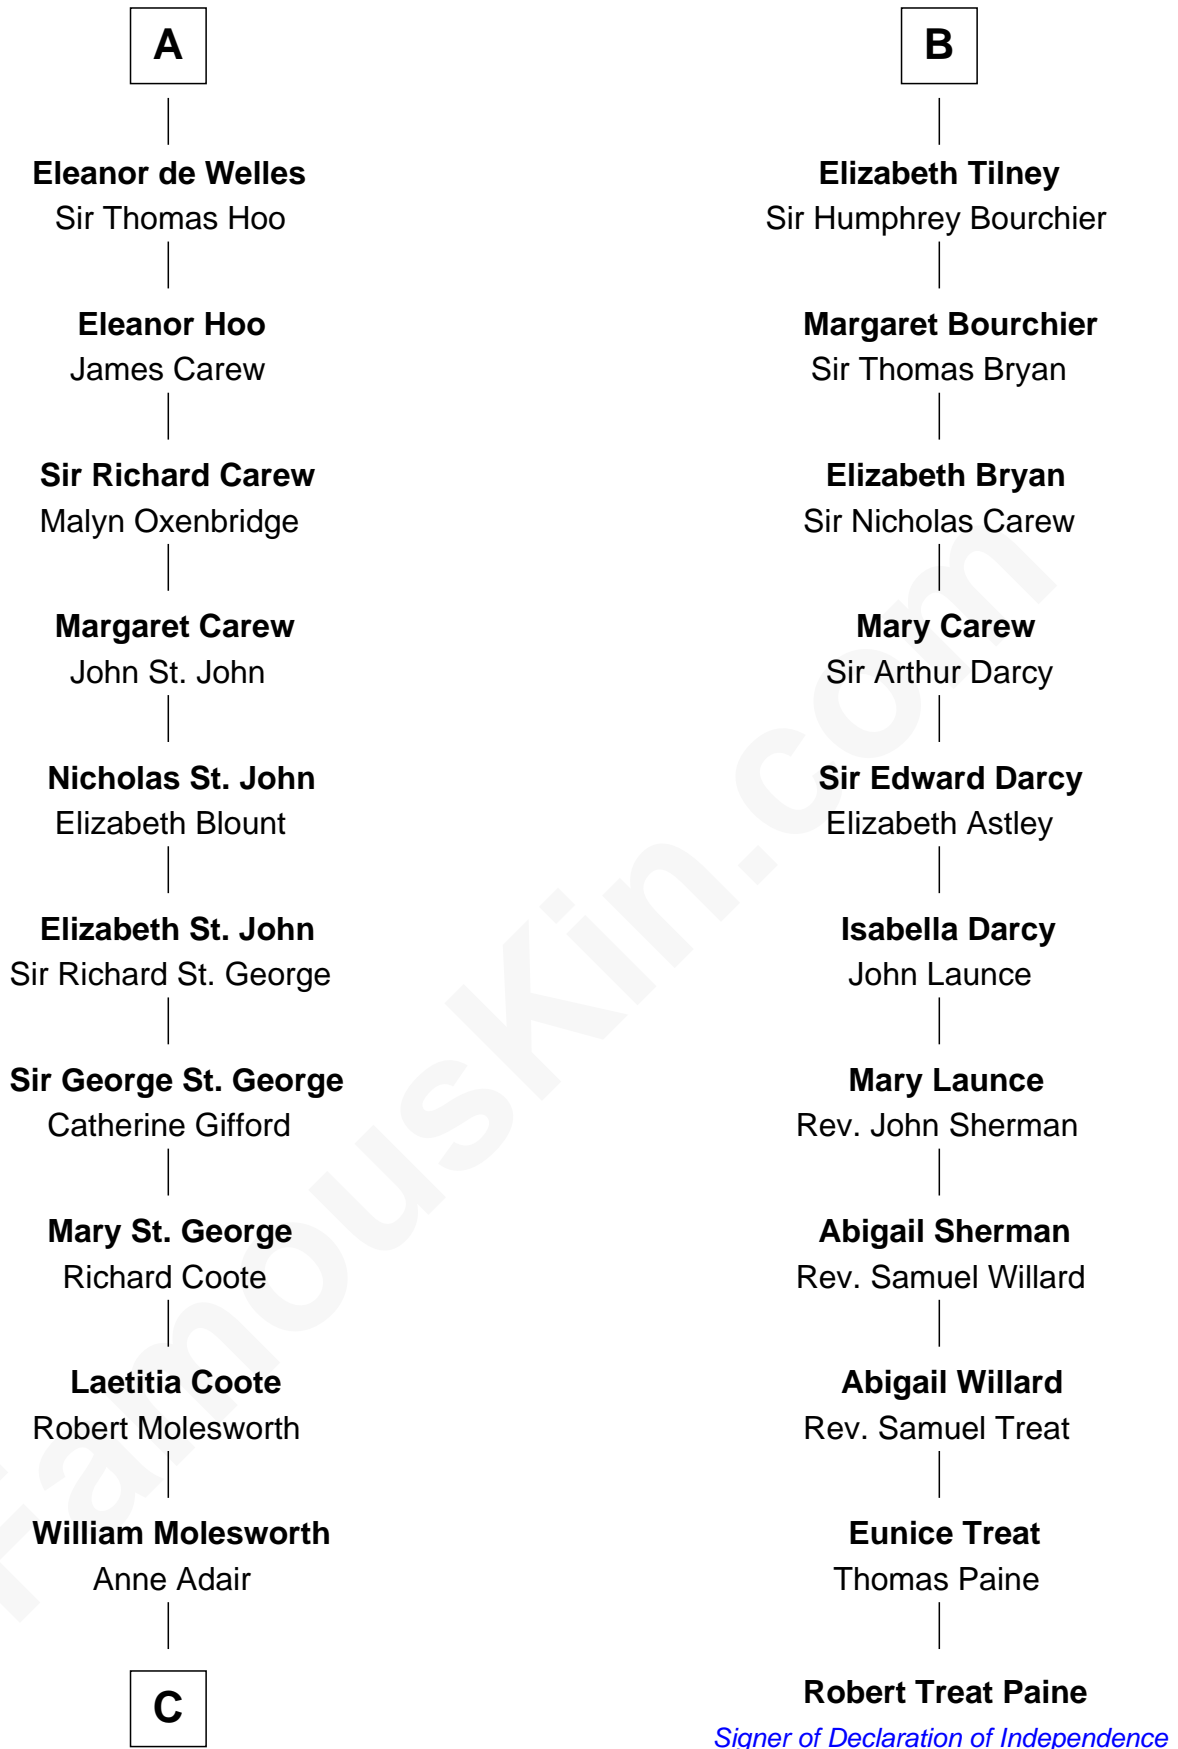 A
Eleanor de Welles
Sir Thomas Hoo
Eleanor Hoo
James Carew
Sir Richard Carew
Malyn Oxenbridge
Margaret Carew
John St. John
Nicholas St. John
Elizabeth Blount
Elizabeth St. John
Sir Richard St. George
Sir George St. George
Catherine Gifford
Mary St. George
Richard Coote
Laetitia Coote
Robert Molesworth
William Molesworth
Anne Adair
C
B
Elizabeth Tilney
Sir Humphrey Bourchier
Margaret Bourchier
Sir Thomas Bryan
Elizabeth Bryan
Sir Nicholas Carew
Mary Carew
Sir Arthur Darcy
Sir Edward Darcy
Elizabeth Astley
Isabella Darcy
John Launce
Mary Launce
Rev. John Sherman
Abigail Sherman
Rev. Samuel Willard
Abigail Willard
Rev. Samuel Treat
Eunice Treat
Thomas Paine
Robert Treat Paine
Signer of Declaration of Independence
FamousKin.com